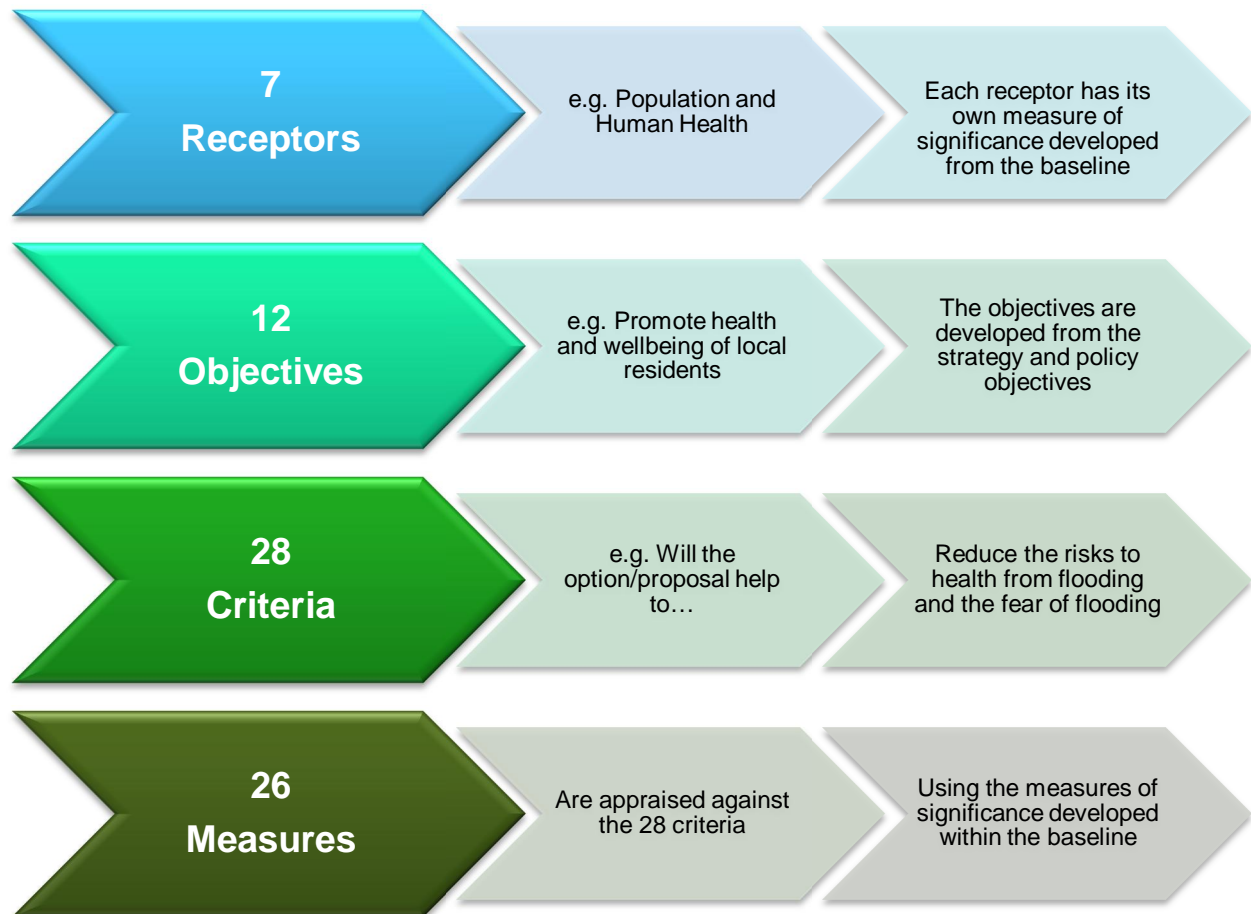 7
Receptors
e.g. Population and
Human Health
Each receptor has its
own measure of
significance developed
from the baseline
12
Objectives
e.g. Promote health
and wellbeing of local
residents
The objectives are
developed from the
strategy and policy
objectives
28
Criteria
e.g. Will the
option/proposal help
to…
Reduce the risks to
health from flooding
and the fear of flooding
26
Measures
Are appraised against
the 28 criteria
Using the measures of
significance developed
within the baseline